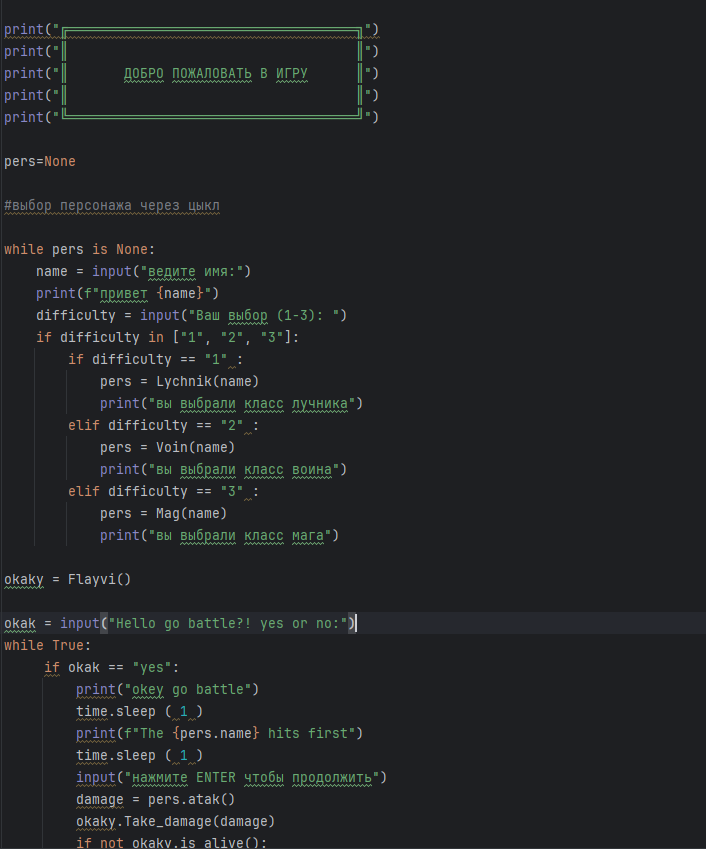 print("╔════════════════════════════════════╗")
print("║                                    ║")
print("║       ДОБРО ПОЖАЛОВАТЬ В ИГРУ      ║")
print("║                                    ║")
print("╚════════════════════════════════════╝")
pers=None
#выбор персонажа через цыкл
while pers is None:
    name = input("ведите имя:")
    print(f"привет {name}")
    difficulty = input("Ваш выбор (1-3): ")
    if difficulty in ["1", "2", "3"]:
        if difficulty == "1" :
            pers = Lychnik(name)
            print("вы выбрали класс лучника")
        elif difficulty == "2" :
            pers = Voin(name)
            print("вы выбрали класс воина")
        elif difficulty == "3" :
            pers = Mag(name)
            print("вы выбрали класс мага")
okaky = Flayvi()
okak = input("Hello go battle?! yes or no:")
while True:
     if okak == "yes":
         print("okey go battle")
         time.sleep ( 1 )
         print(f"The {pers.name} hits first")
         time.sleep ( 1 )
         input("нажмите ENTER чтобы продолжить")
         damage = pers.atak()
         okaky.Take_damage(damage)
         if not okaky.is_alive():